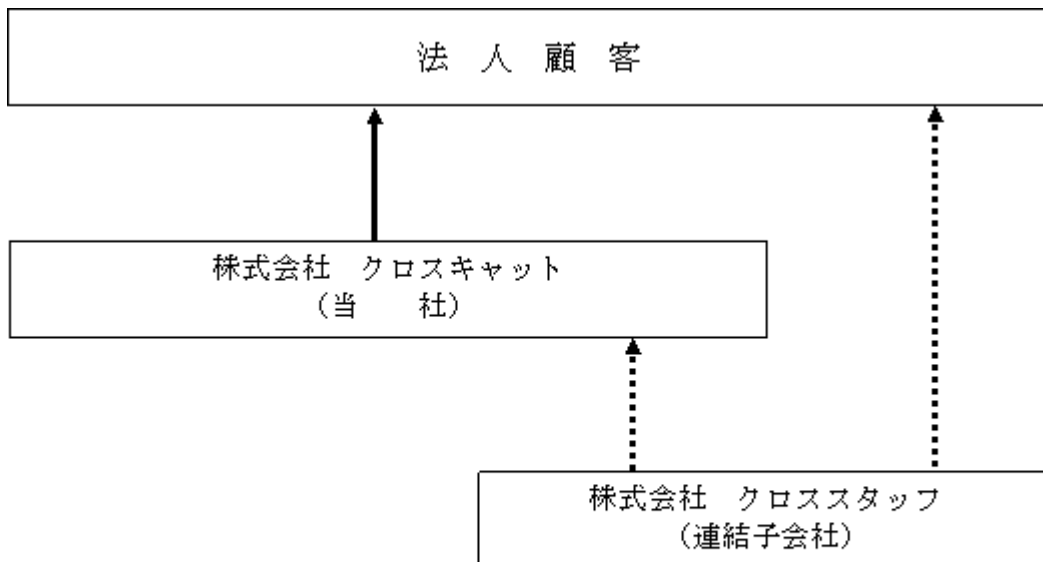 法　人　顧　客
株式会社　クロスキャット
（当　　社）
株式会社　クロススタッフ
（連結子会社）